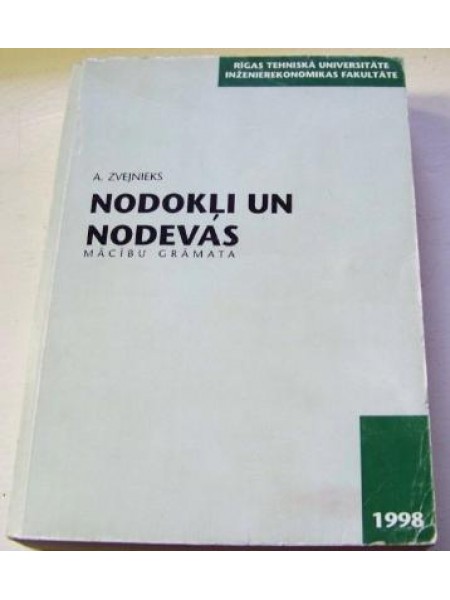 RĪGAS TEHNISKĀ UNIVERSITĀTE
INŽENIEREKONOMIKAS FAKULTĀTE
A. ZVEJNIEKS
NODOKĻI UN
NODEVAS
MĀCĪBU GRĀMATA
1998